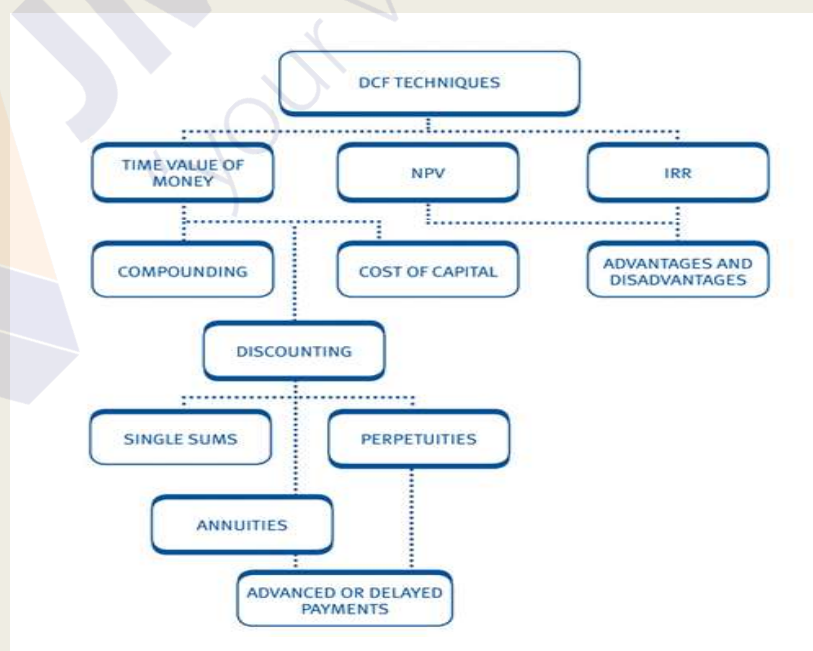 DCF TECHNIQUES
TIME VALUE OF
MONEY
NPV
IRR
COMPOUNDING
COST OF CAPITAL
ADVANTAGES AND
DISADVANTAGES
DISCOUNTING
SINGLE SUMS
PERPETUITIES
ANNUITIES
ADVANCED OR DELAYED
PAYMENTS
"your